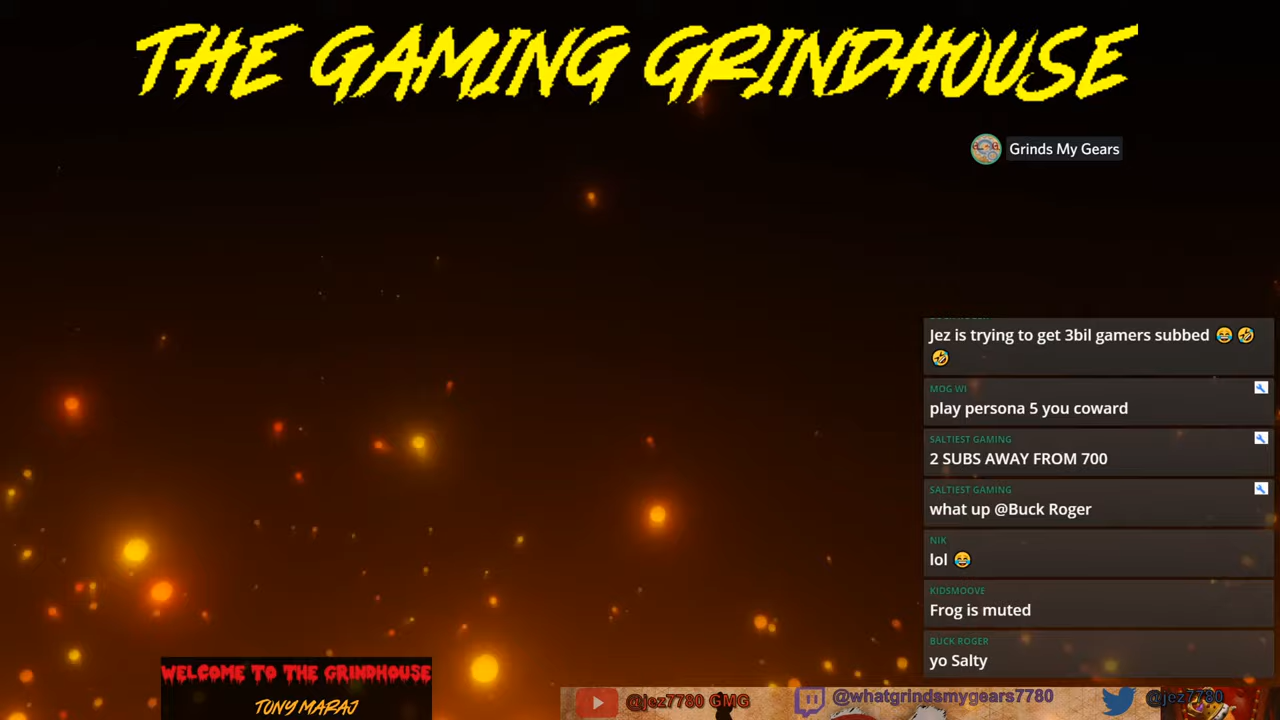 THE GAMING GRINDHOUSE
Grinds My Gears
Jez is trying to get 3bil gamers subbed 😂 🤣
🤣
MOG WI
play persona 5 you coward
SALTIEST GAMING
2 SUBS AWAY FROM 700
SALTIEST GAMING
what up @Buck Roger
NIK
lol 😂
KIDSMOOVE
Frog is muted
BUCK ROGER
yo Salty
WELCOME TO THE GRINDHOUSE
TONY MARAJ
@jez7780 GMG
@whatgrindsmygears7780
@jez7780